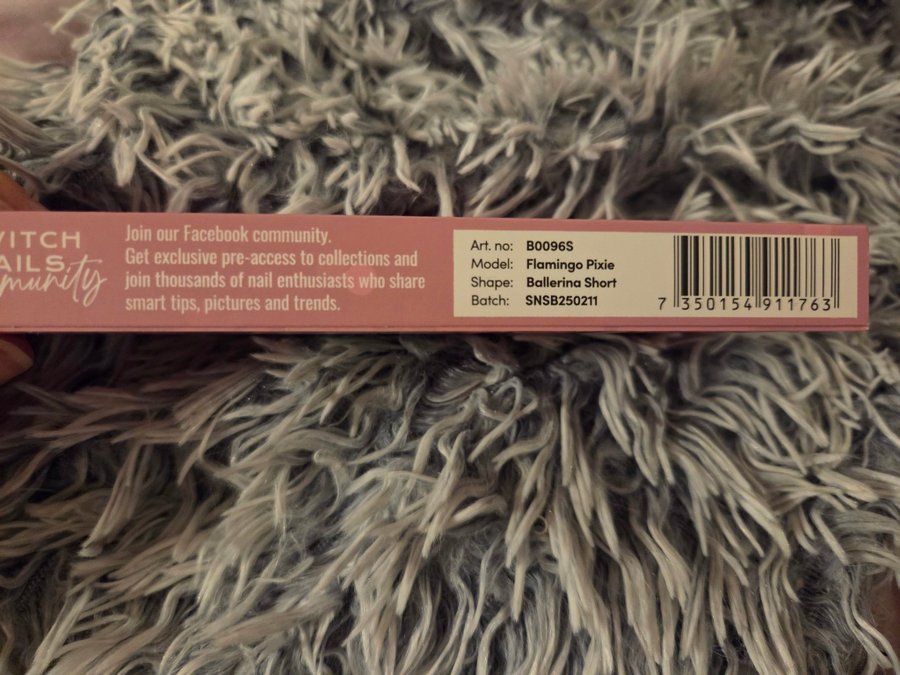 VITCH
AILS
munity
Join our Facebook community.
Get exclusive pre-access to collections and
join thousands of nail enthusiasts who share
smart tips, pictures and trends.
Art. no: B0096S
Model: Flamingo Pixie
Shape: Ballerina Short
Batch: SNSB250211
7 350154 911763